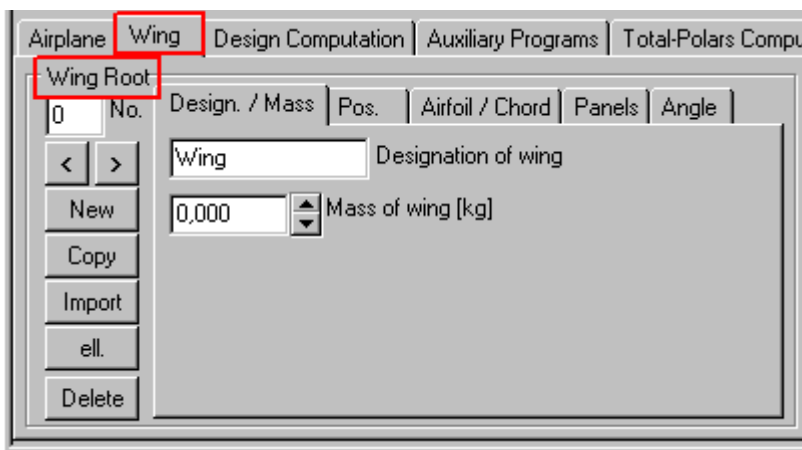 Airplane Wing Design Computation Auxiliary Programs Total-Polars Compu
Wing Root
0 No.
Design. / Mass Pos. Airfoil / Chord Panels Angle
< >
New
Copy
Import
ell.
Delete
Wing Designation of wing
0,000 Mass of wing [kg]